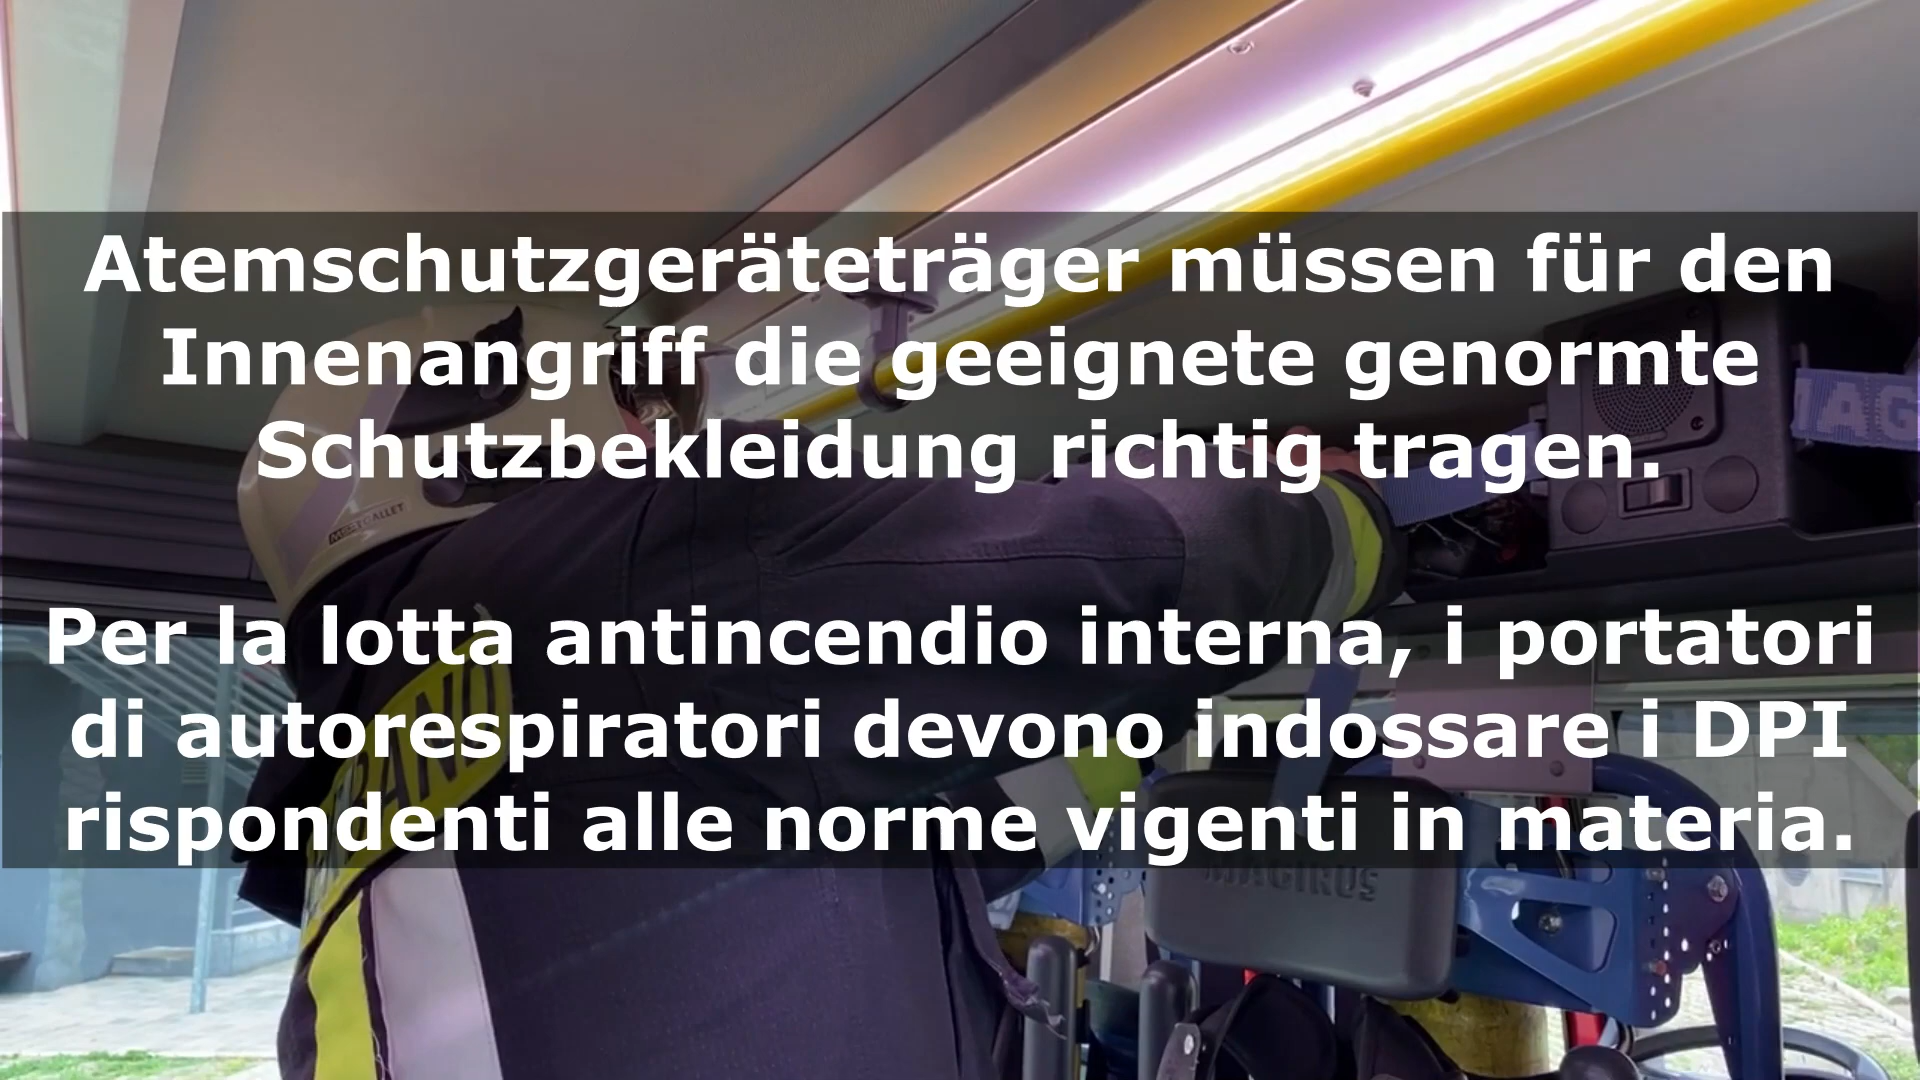 Atemschutzgeräteträger müssen für den
Innenangriff die geeignete genormte
Schutzbekleidung richtig tragen.
Per la lotta antincendio interna, i portatori
di autorespiratori devono indossare i DPI
rispondenti alle norme vigenti in materia.
GALLET
MAGIRUS